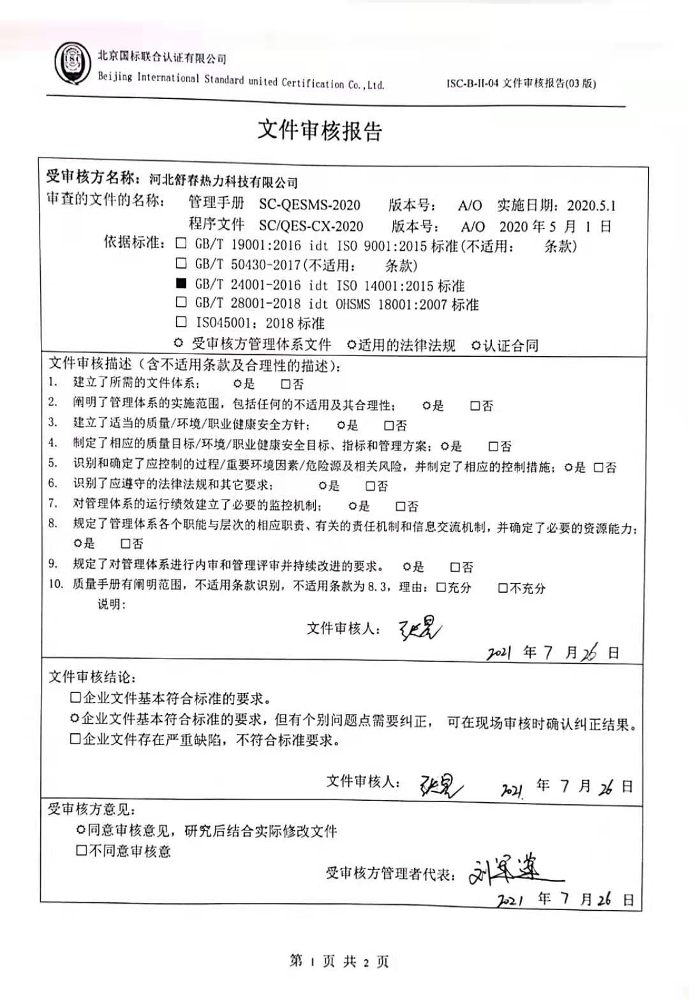 北京国标联合认证有限公司
Beijing International Standard united Certification Co.,Ltd.
ISC-B-II-04 文件审核报告(03 版)
文件审核报告
受审核方名称：河北舒春热力科技有限公司
审查的文件的名称： 管理手册 SC-QESMS-2020 版本号： A/O 实施日期：2020.5.1
程序文件 SC/QES-CX-2020 版本号： A/O 2020 年 5 月 1 日
依据标准：□ GB/T 19001:2016 idt ISO 9001:2015 标准(不适用： 条款)
□ GB/T 50430-2017(不适用： 条款)
■ GB/T 24001-2016 idt ISO 14001:2015 标准
□ GB/T 28001-2018 idt OHSMS 18001:2007 标准
□ ISO45001：2018 标准
✿ 受审核方管理体系文件 ✿适用的法律法规 ✿认证合同
文件审核描述（含不适用条款及合理性的描述）：
1. 建立了所需的文件体系； ✿是 □否
2. 阐明了管理体系的实施范围，包括任何的不适用及其合理性； ✿是 □否
3. 建立了适当的质量/环境/职业健康安全方针； ✿是 □否
4. 制定了相应的质量目标/环境/职业健康安全目标、指标和管理方案；✿是 □否
5. 识别和确定了应控制的过程/重要环境因素/危险源及相关风险，并制定了相应的控制措施；✿是 □否
6. 识别了应遵守的法律法规和其它要求； ✿是 □否
7. 对管理体系的运行绩效建立了必要的监控机制； ✿是 □否
8. 规定了管理体系各个职能与层次的相应职责、有关的责任机制和信息交流机制，并确定了必要的资源能力；
✿是 □否
9. 规定了对管理体系进行内审和管理评审并持续改进的要求。 ✿是 □否
10. 质量手册有阐明范围，不适用条款识别，不适用条款为 8.3，理由：□充分 □不充分
说明：
文件审核人： 张昊
2021 年 7 月 26 日
文件审核结论：
□企业文件基本符合标准的要求。
✿企业文件基本符合标准的要求，但有个别问题点需要纠正， 可在现场审核时确认纠正结果。
□企业文件存在严重缺陷，不符合标准要求。
文件审核人： 张昊 2021. 年 7 月 26 日
受审核方意见：
✿同意审核意见，研究后结合实际修改文件
□不同意审核意
受审核方管理者代表：
2021 年 7 月 26 日
第 1 页 共 2 页